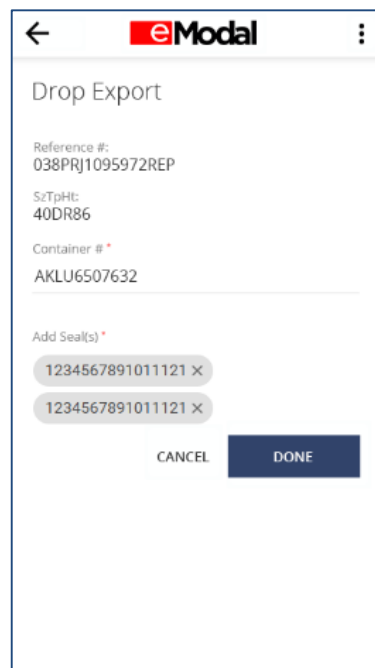 eModal
Drop Export
Reference #:
038PRJ1095972REP
SzTpHt:
40DR86
Container # *
AKLU6507632
Add Seal(s) *
1234567891011121 ×
1234567891011121 ×
CANCEL DONE